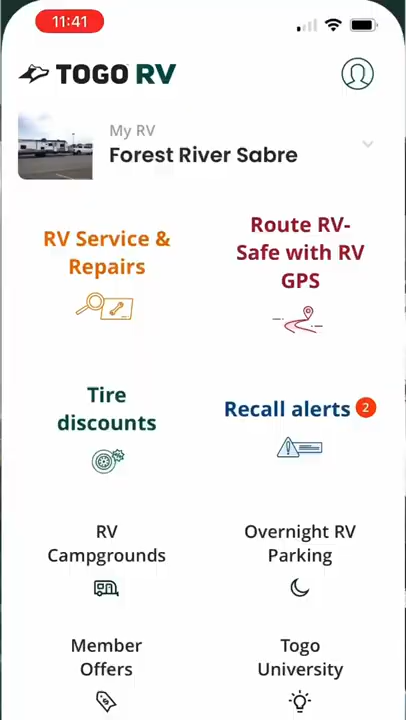 11:41
TOGO RV
My RV
Forest River Sabre
RV Service &
Repairs
Route RV-
Safe with RV
GPS
Tire
discounts
Recall alerts 2
RV
Campgrounds
Overnight RV
Parking
Member
Offers
Togo
University